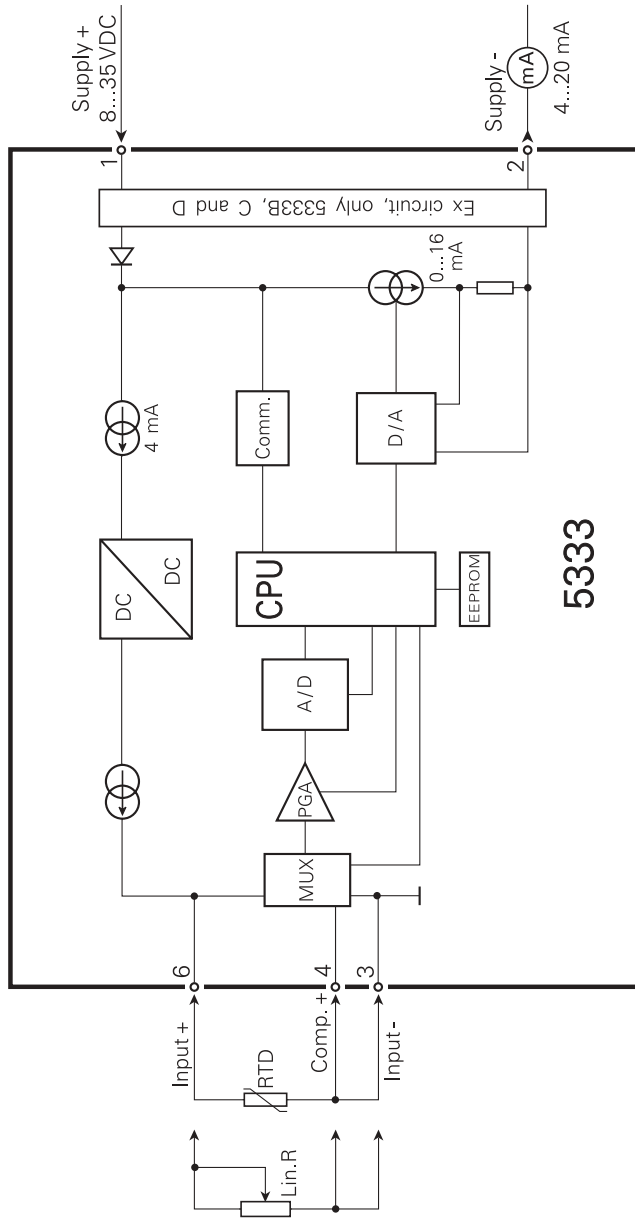 Supply +
8...35 VDC
Supply -
mA
4...20 mA
1
2
Ex circuit, only 5333B, C and D
0...16
mA
4 mA
Comm.
D/A
DC
DC
CPU
EEPROM
5333
A/D
PGA
MUX
6
4
3
Input +
Comp. +
Input -
RTD
Lin.R